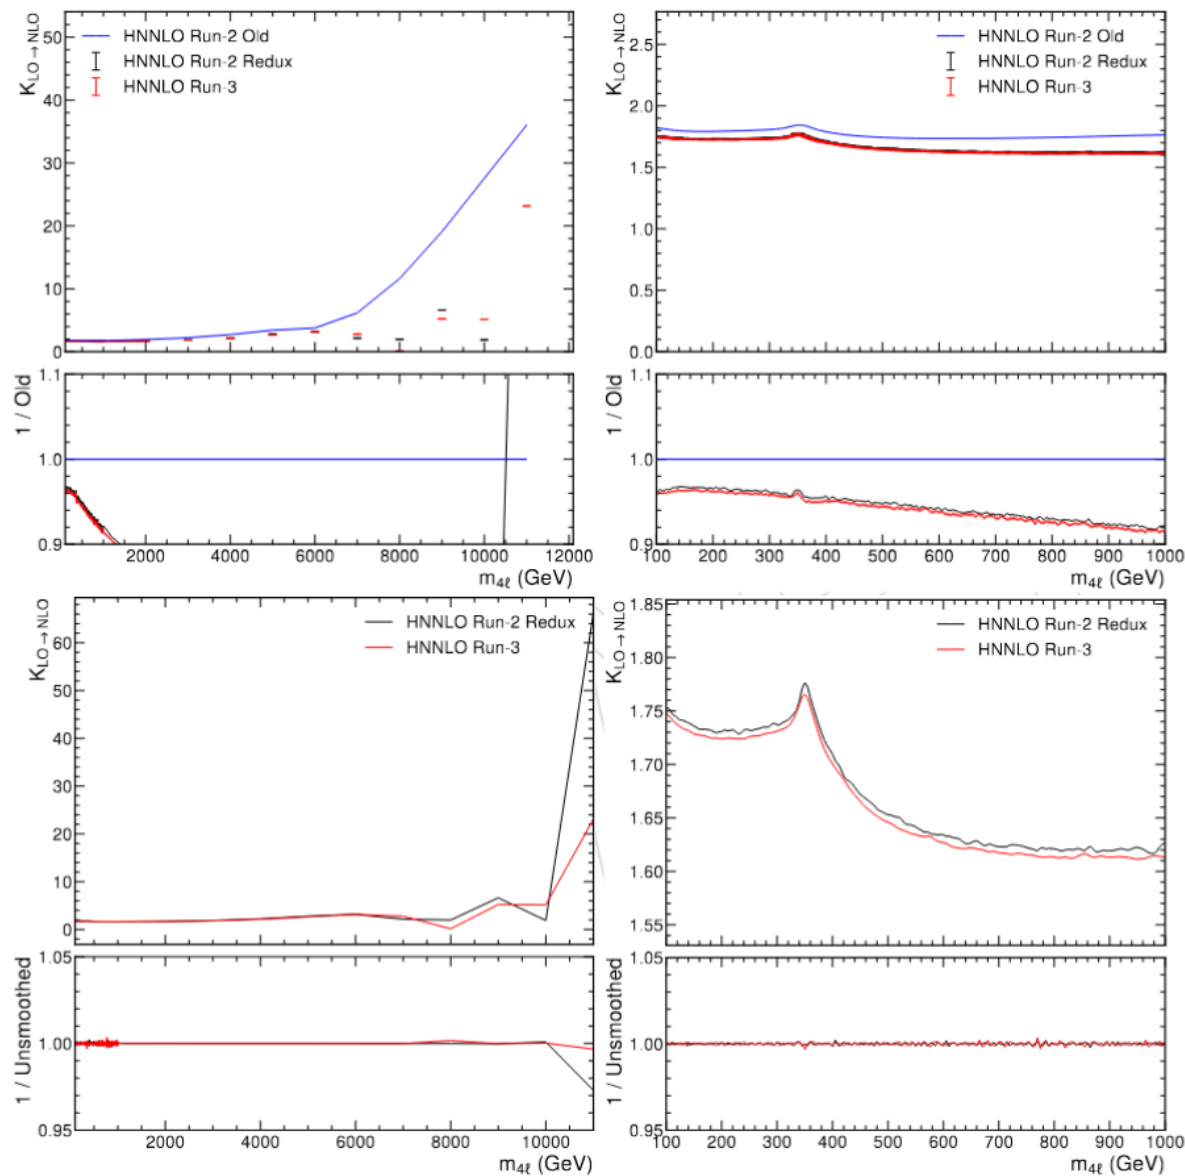 K_LO→NLO
HNNLO Run-2 Old
HNNLO Run-2 Redux
HNNLO Run-3
50
40
30
20
10
0
1 / Old
1.1
1.0
0.9
2000 4000 6000 8000 10000 12000
m_4ℓ (GeV)
K_LO→NLO
HNNLO Run-2 Old
HNNLO Run-2 Redux
HNNLO Run-3
2.5
2.0
1.5
1.0
0.5
0.0
1 / Old
1.1
1.0
0.9
100 200 300 400 500 600 700 800 900 1000
m_4ℓ (GeV)
K_LO→NLO
HNNLO Run-2 Redux
HNNLO Run-3
60
50
40
30
20
10
0
1 / Unsmoothed
1.05
1.00
0.95
2000 4000 6000 8000 10000
m_4ℓ (GeV)
K_LO→NLO
HNNLO Run-2 Redux
HNNLO Run-3
1.85
1.80
1.75
1.70
1.65
1.60
1.55
1 / Unsmoothed
1.05
1.00
0.95
100 200 300 400 500 600 700 800 900 1000
m_4ℓ (GeV)